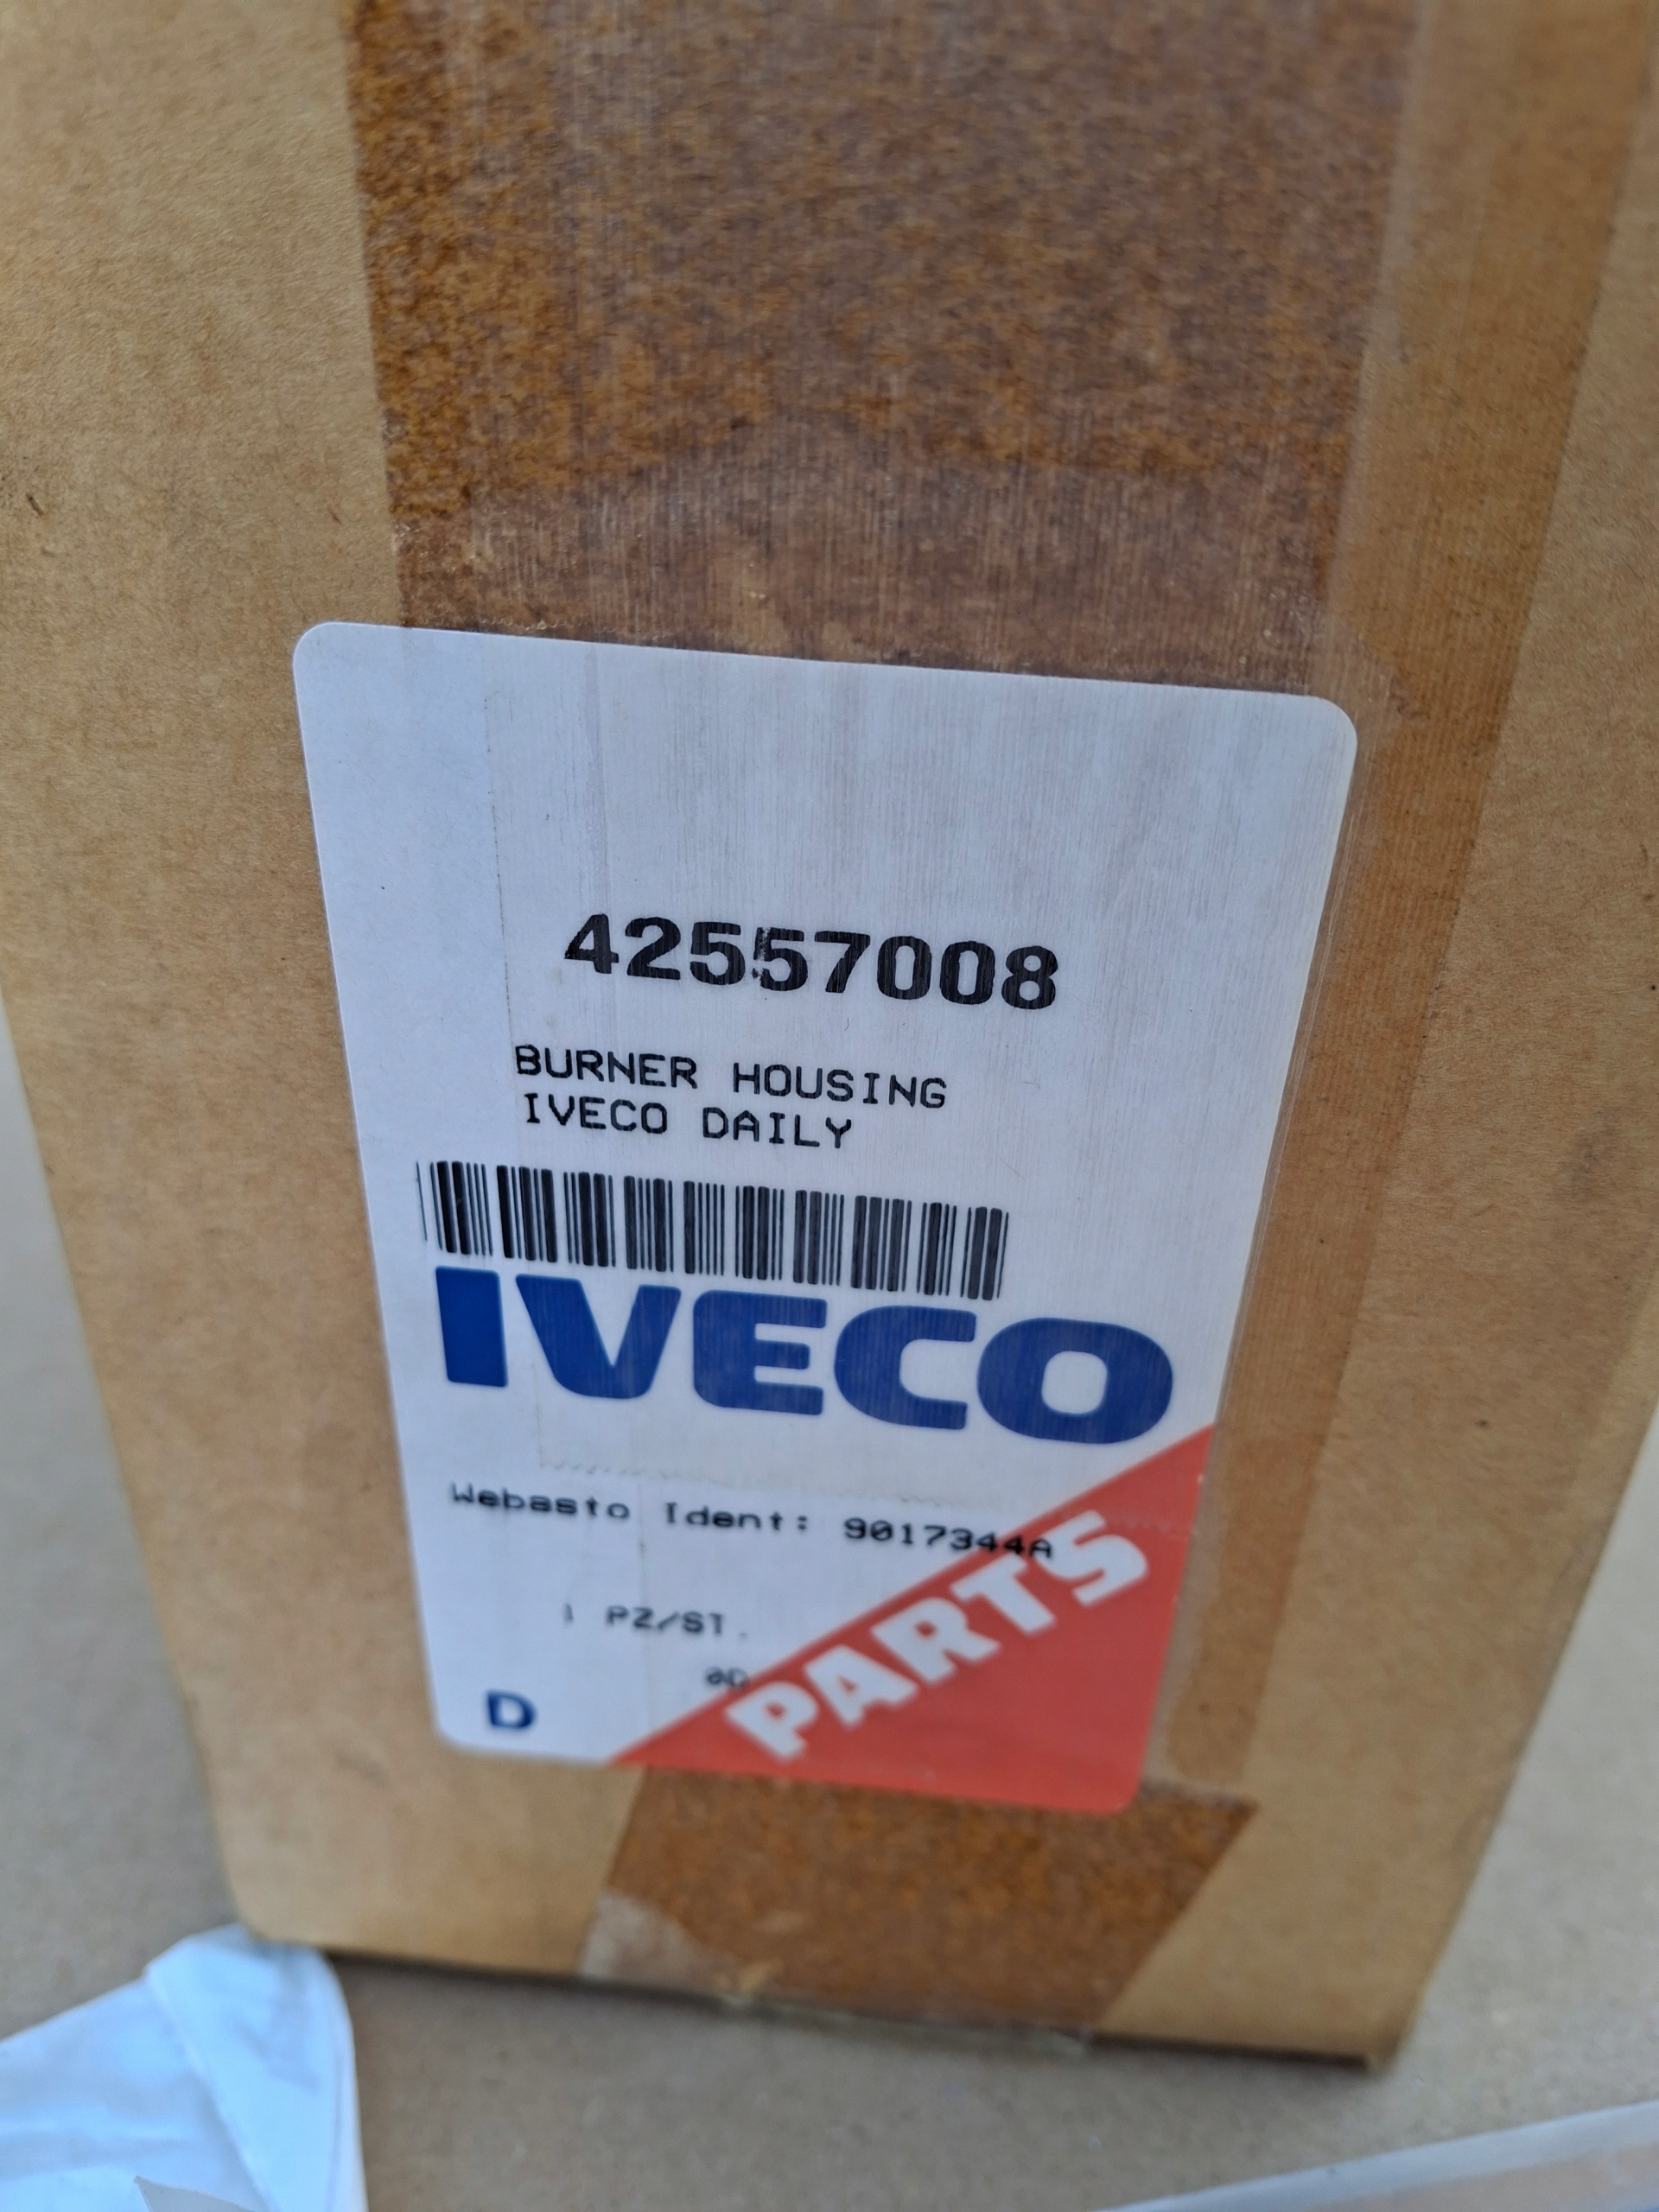 42557008
BURNER HOUSING
IVECO DAILY
IVECO
Webasto Ident: 9017344A
1 PZ/ST.
PARTS
D